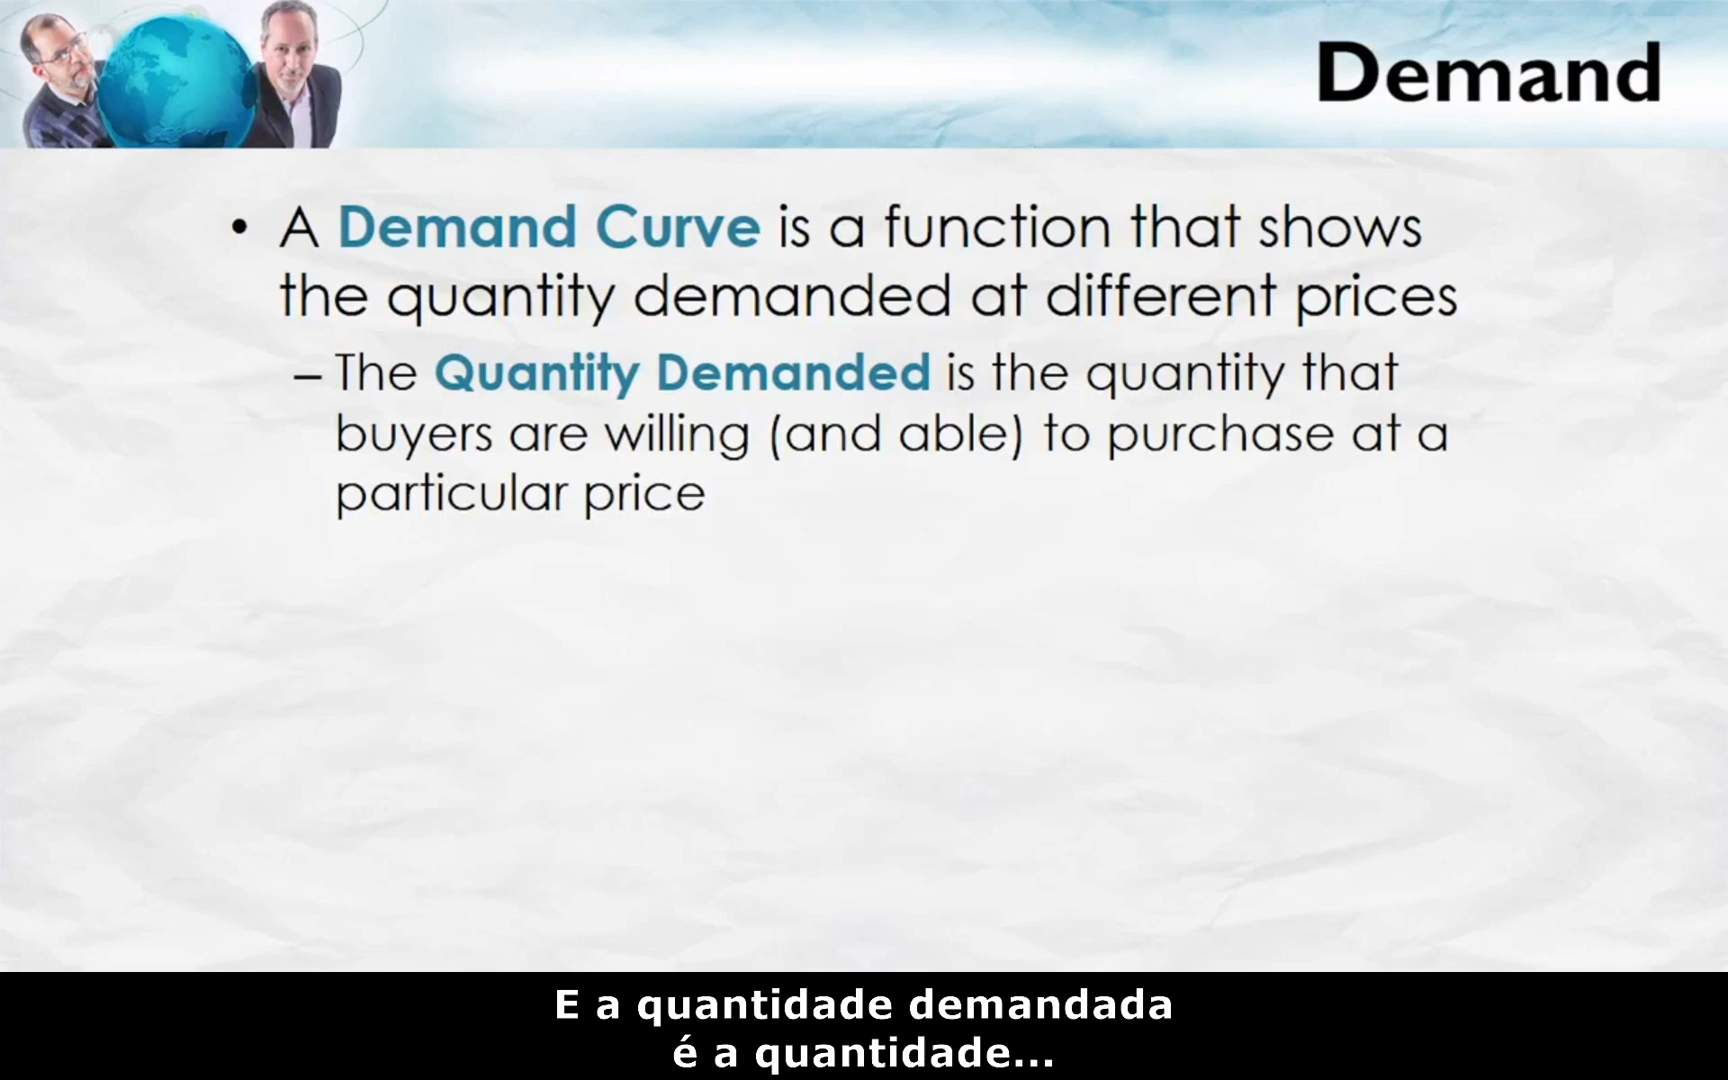 Demand
• A Demand Curve is a function that shows
the quantity demanded at different prices
– The Quantity Demanded is the quantity that
buyers are willing (and able) to purchase at a
particular price
E a quantidade demandada
é a quantidade...